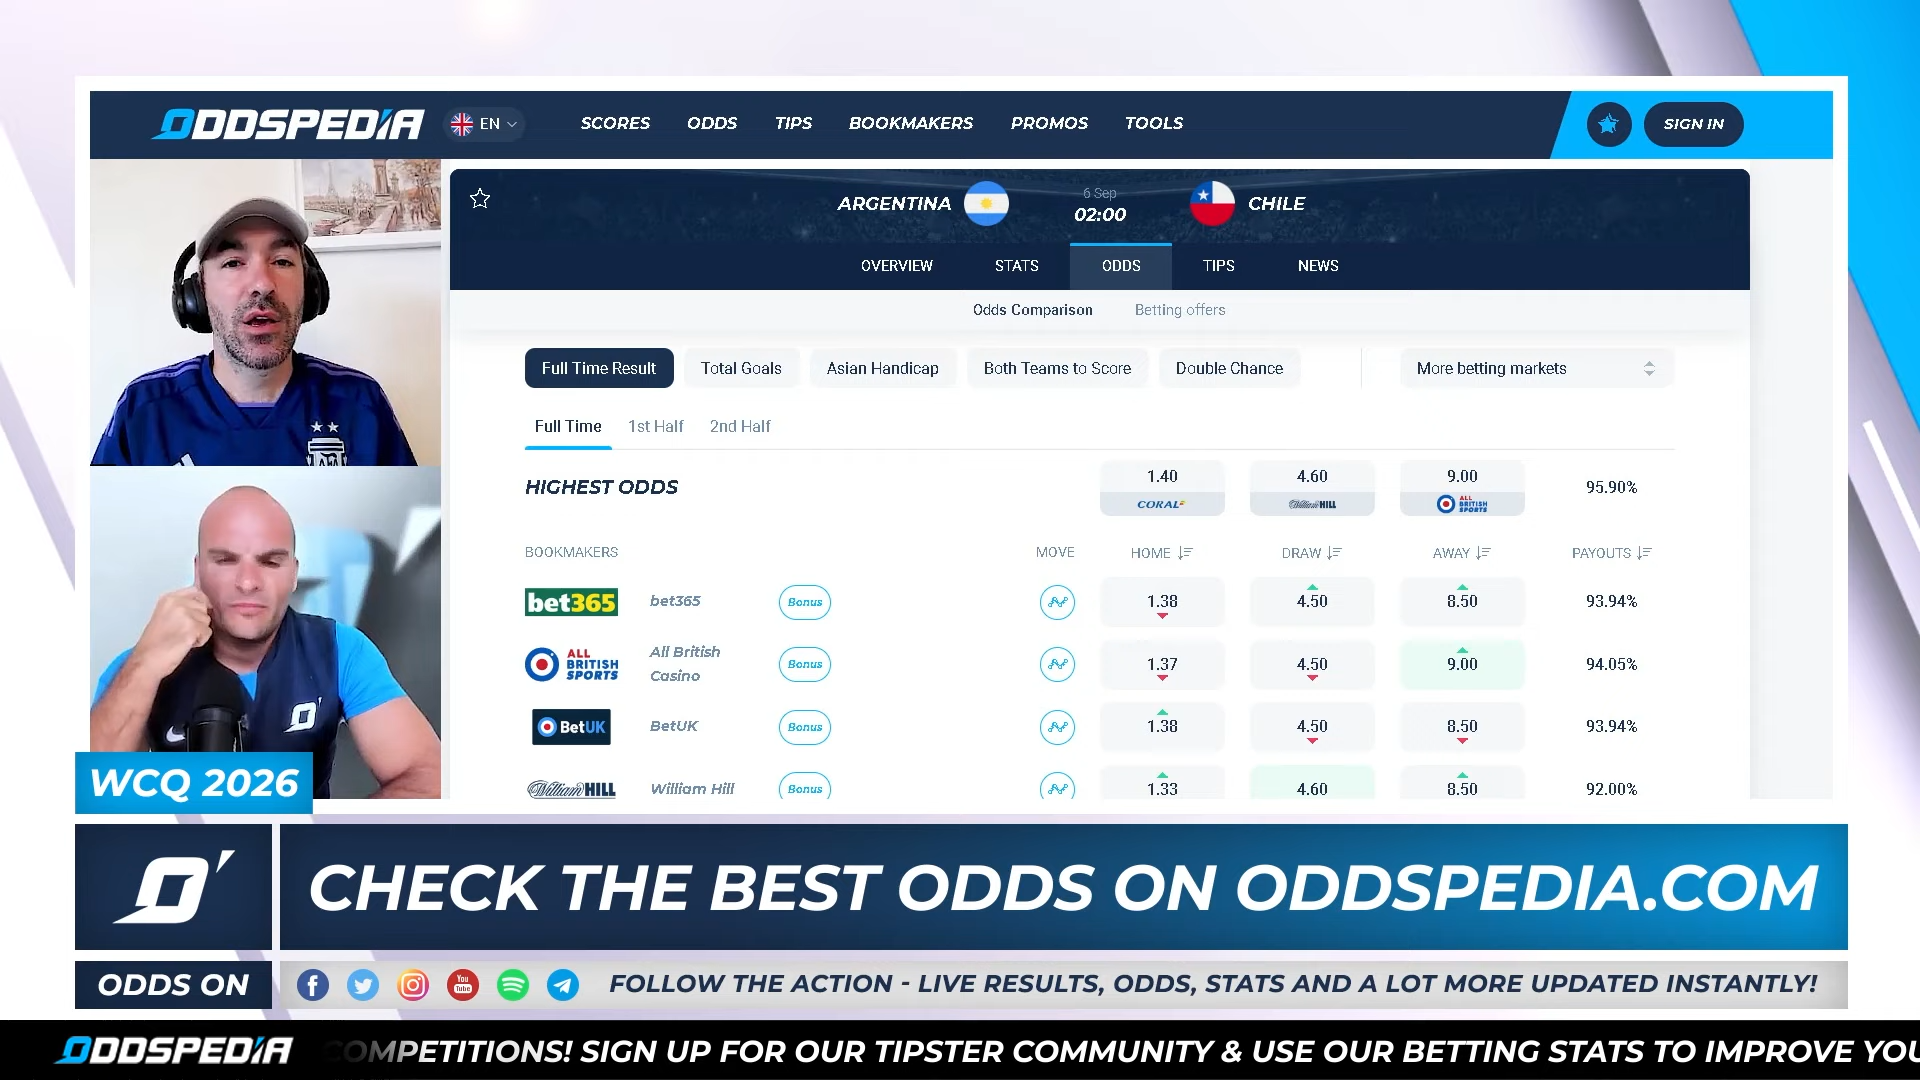 ODDSPEDIA
EN
SCORES ODDS TIPS BOOKMAKERS PROMOS TOOLS
SIGN IN
ARGENTINA
6 Sep
02:00
CHILE
OVERVIEW STATS ODDS TIPS NEWS
Odds Comparison Betting offers
Full Time Result Total Goals Asian Handicap Both Teams to Score Double Chance More betting markets
Full Time 1st Half 2nd Half
HIGHEST ODDS 1.40 4.60 9.00 95.90%
CORAL William HILL ALL BRITISH SPORTS
BOOKMAKERS MOVE HOME DRAW AWAY PAYOUTS
bet365 bet365 Bonus 1.38 4.50 8.50 93.94%
ALL BRITISH SPORTS All British Casino Bonus 1.37 4.50 9.00 94.05%
BetUK BetUK Bonus 1.38 4.50 8.50 93.94%
William HILL William Hill Bonus 1.33 4.60 8.50 92.00%
AFA
WCQ 2026
CHECK THE BEST ODDS ON ODDSPEDIA.COM
ODDS ON
You Tube
FOLLOW THE ACTION - LIVE RESULTS, ODDS, STATS AND A LOT MORE UPDATED INSTANTLY!
ODDSPEDIA
COMPETITIONS! SIGN UP FOR OUR TIPSTER COMMUNITY & USE OUR BETTING STATS TO IMPROVE YOU